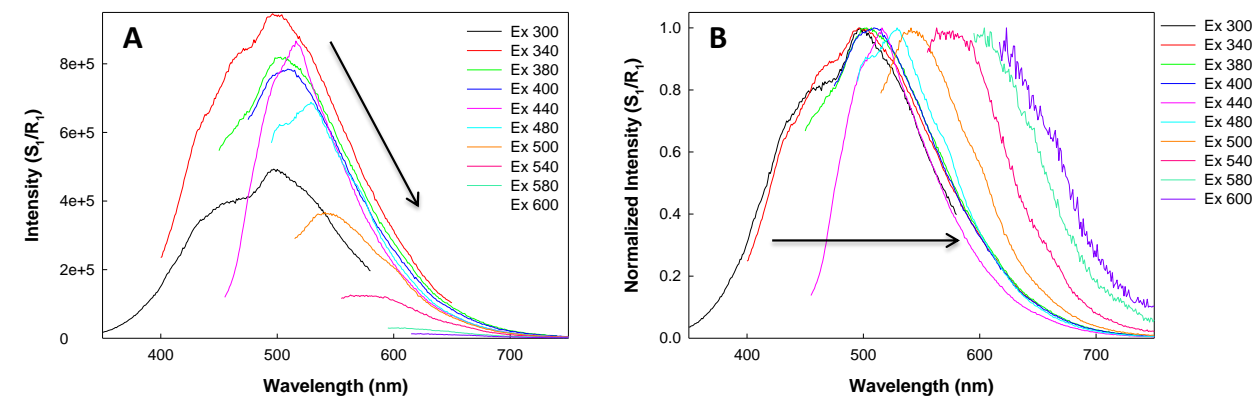 A
Intensity (S1/R1)
8e+5
6e+5
4e+5
2e+5
0
400
500
600
700
Wavelength (nm)
Ex 300
Ex 340
Ex 380
Ex 400
Ex 440
Ex 480
Ex 500
Ex 540
Ex 580
Ex 600
B
Normalized Intensity (S1/R1)
1.0
0.8
0.6
0.4
0.2
0.0
400
500
600
700
Wavelength (nm)
Ex 300
Ex 340
Ex 380
Ex 400
Ex 440
Ex 480
Ex 500
Ex 540
Ex 580
Ex 600